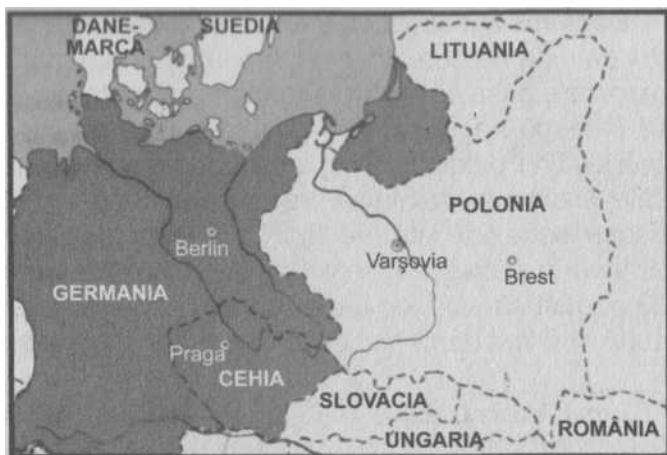 DANE-
MARCA
SUEDIA
LITUANIA
POLONIA
Berlin
Varşovia
Brest
GERMANIA
Praga
CEHIA
SLOVACIA
UNGARIA
ROMÂNIA